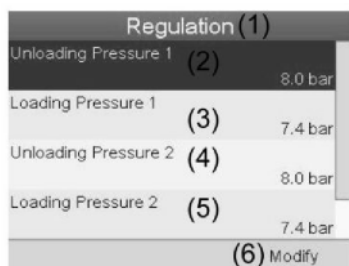 Regulation (1)
Unloading Pressure 1
(2)
8.0 bar
Loading Pressure 1
(3)
7.4 bar
Unloading Pressure 2
(4)
8.0 bar
Loading Pressure 2
(5)
7.4 bar
(6) Modify